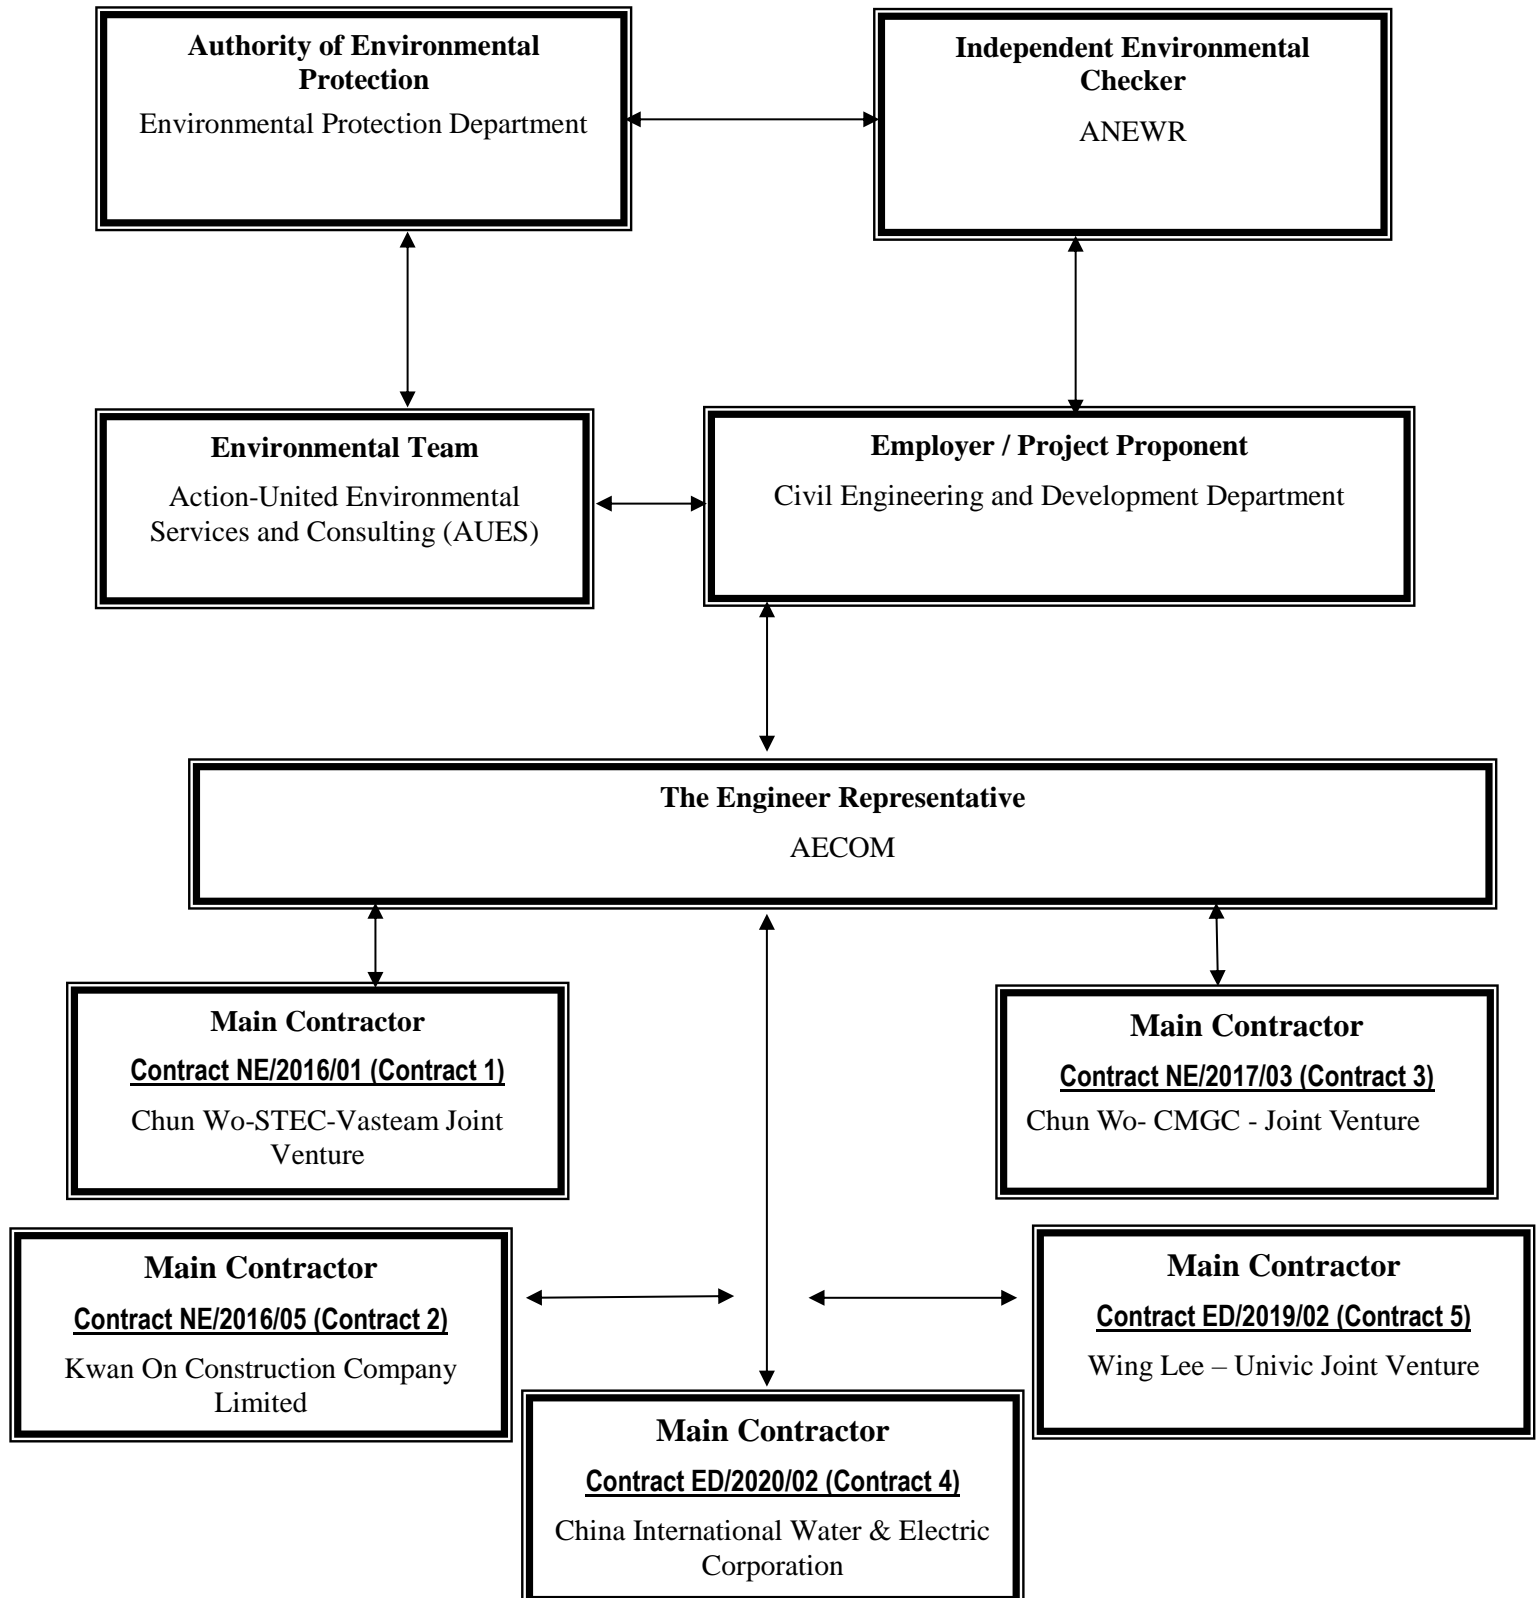 Authority of Environmental
Protection
Environmental Protection Department
Independent Environmental
Checker
ANEWR
Environmental Team
Action-United Environmental
Services and Consulting (AUES)
Employer / Project Proponent
Civil Engineering and Development Department
The Engineer Representative
AECOM
Main Contractor
Contract NE/2016/01 (Contract 1)
Chun Wo-STEC-Vasteam Joint
Venture
Main Contractor
Contract NE/2017/03 (Contract 3)
Chun Wo- CMGC - Joint Venture
Main Contractor
Contract NE/2016/05 (Contract 2)
Kwan On Construction Company
Limited
Main Contractor
Contract ED/2019/02 (Contract 5)
Wing Lee – Univic Joint Venture
Main Contractor
Contract ED/2020/02 (Contract 4)
China International Water & Electric
Corporation